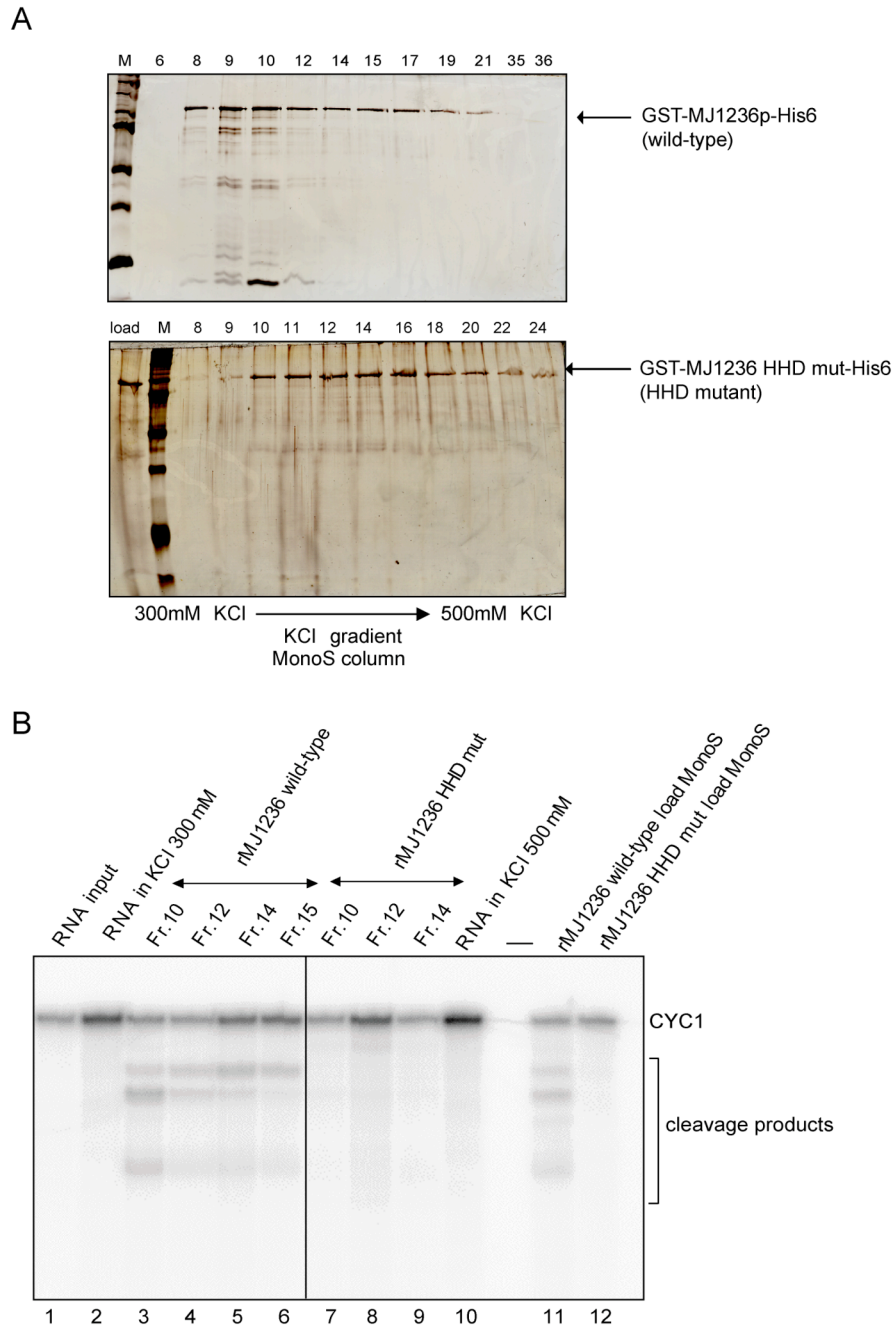 A
M 6 8 9 10 12 14 15 17 19 21 35 36
GST-MJ1236p-His6
(wild-type)
load M 8 9 10 11 12 14 16 18 20 22 24
GST-MJ1236 HHD mut-His6
(HHD mutant)
300mM KCl 500mM KCl
KCl gradient
MonoS column
B
RNA input
RNA in KCl 300 mM
rMJ1236 wild-type
Fr.10
Fr.12
Fr.14
Fr.15
rMJ1236 HHD mut
Fr.10
Fr.12
Fr.14
RNA in KCl 500 mM
—
rMJ1236 wild-type load MonoS
rMJ1236 HHD mut load MonoS
CYC1
cleavage products
1 2 3 4 5 6 7 8 9 10 11 12